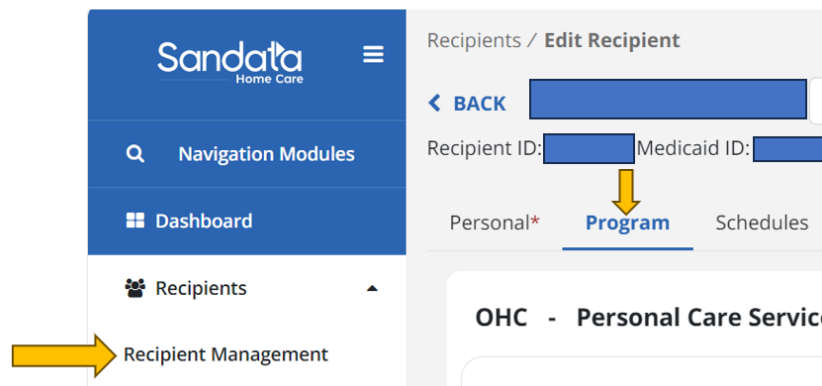 Sandata
Home Care
Navigation Modules
Dashboard
Recipients
Recipient Management
Recipients / Edit Recipient
BACK
Recipient ID: Medicaid ID:
Personal* Program Schedules
OHC - Personal Care